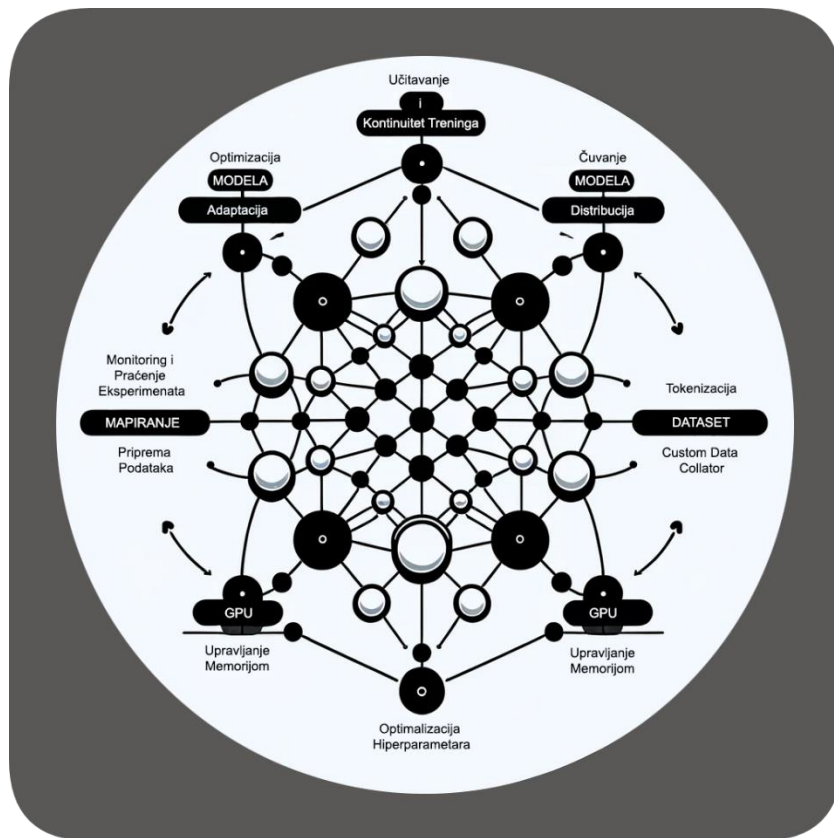 Učitavanje
i
Kontinuitet Treninga
Optimizacija
MODELA
Adaptacija
Čuvanje
MODELA
Distribucija
Monitoring i
Praćenje
Eksperimenata
MAPIRANJE
Priprema
Podataka
Tokenizacija
DATASET
Custom Data
Collator
GPU
Upravljanje
Memorijom
GPU
Upravljanje
Memorijom
Optimalizacija
Hiperparametara